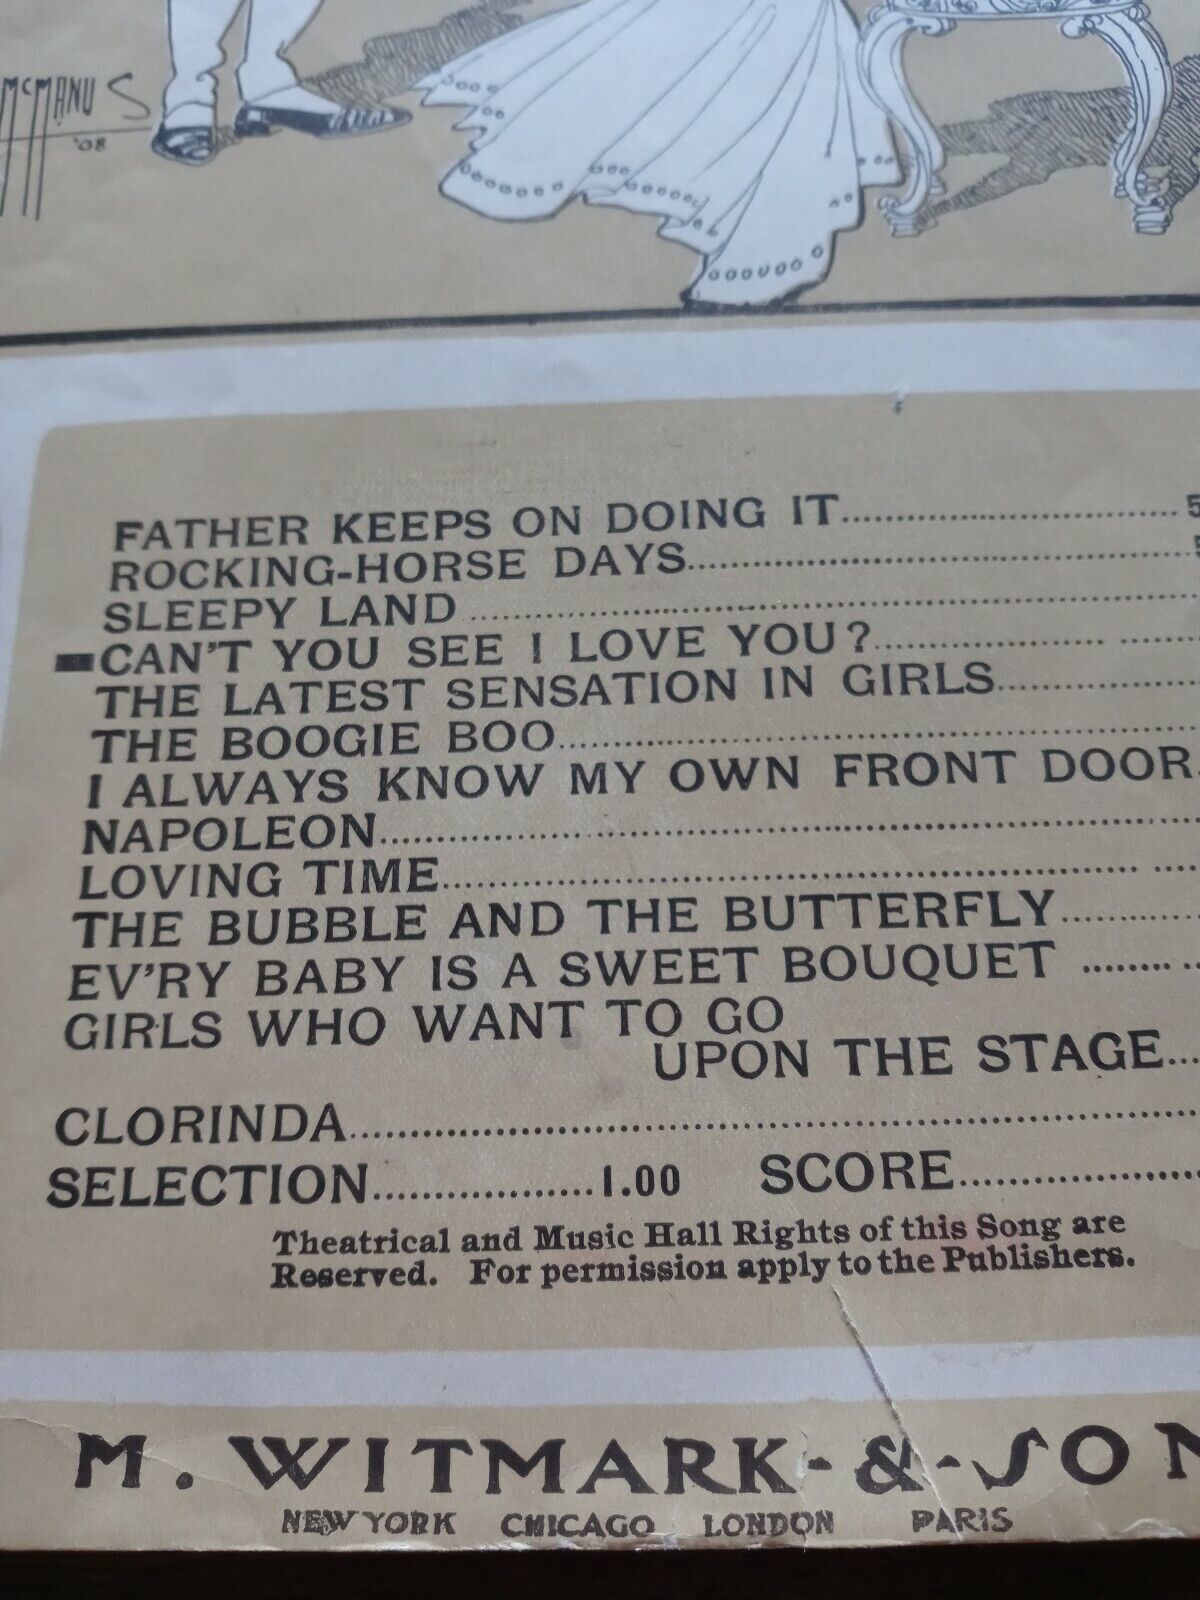 McMANUS
'08
FATHER KEEPS ON DOING IT
ROCKING-HORSE DAYS
SLEEPY LAND
CAN'T YOU SEE I LOVE YOU?
THE LATEST SENSATION IN GIRLS
THE BOOGIE BOO
I ALWAYS KNOW MY OWN FRONT DOOR
NAPOLEON
LOVING TIME
THE BUBBLE AND THE BUTTERFLY
EV'RY BABY IS A SWEET BOUQUET
GIRLS WHO WANT TO GO
UPON THE STAGE
CLORINDA
SELECTION 1.00 SCORE
Theatrical and Music Hall Rights of this Song are
Reserved. For permission apply to the Publishers.
M. WITMARK-&-SON
NEW YORK CHICAGO LONDON PARIS